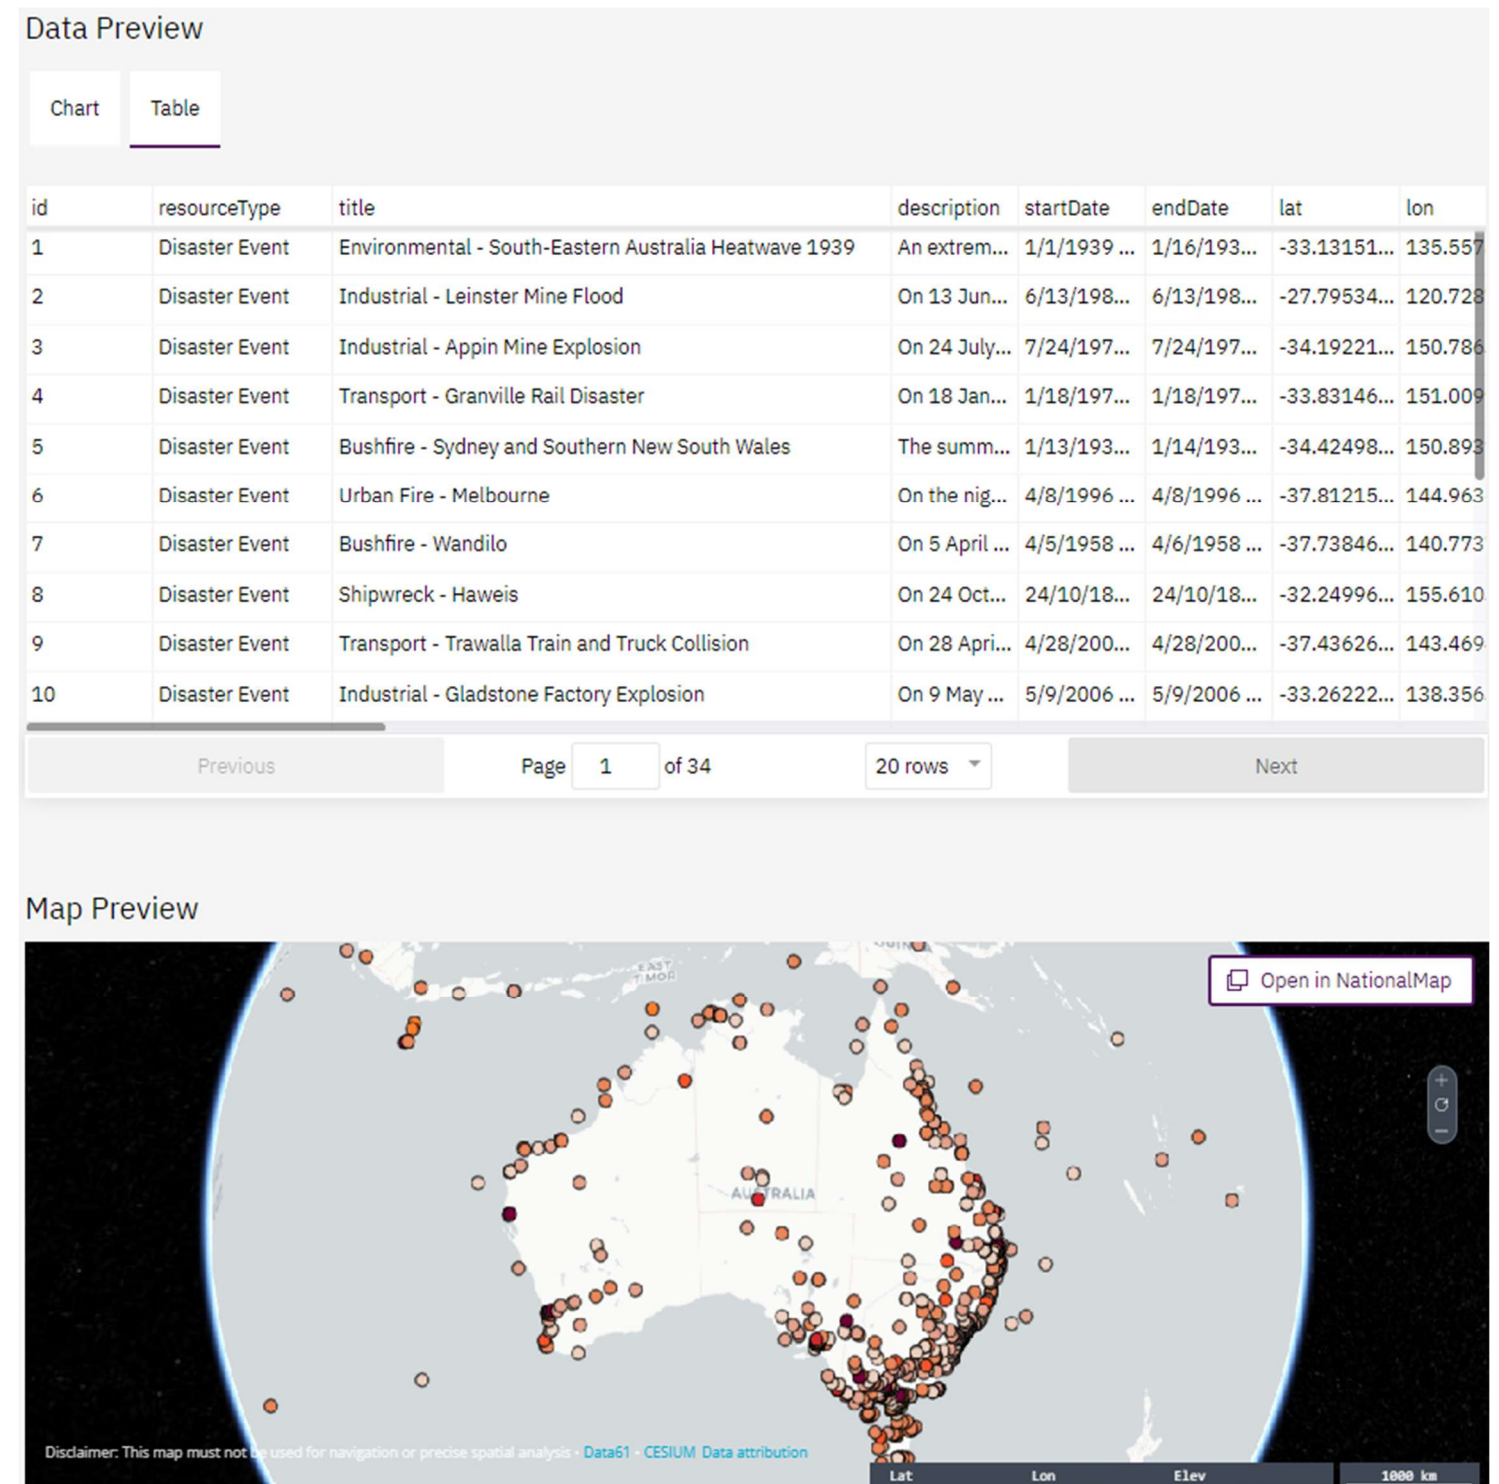 Data Preview
Chart Table
id resourceType title description startDate endDate lat lon
1 Disaster Event Environmental - South-Eastern Australia Heatwave 1939 An extrem... 1/1/1939 ... 1/16/193... -33.13151... 135.557
2 Disaster Event Industrial - Leinster Mine Flood On 13 Jun... 6/13/198... 6/13/198... -27.79534... 120.728
3 Disaster Event Industrial - Appin Mine Explosion On 24 July... 7/24/197... 7/24/197... -34.19221... 150.786
4 Disaster Event Transport - Granville Rail Disaster On 18 Jan... 1/18/197... 1/18/197... -33.83146... 151.009
5 Disaster Event Bushfire - Sydney and Southern New South Wales The summ... 1/13/193... 1/14/193... -34.42498... 150.893
6 Disaster Event Urban Fire - Melbourne On the nig... 4/8/1996 ... 4/8/1996 ... -37.81215... 144.963
7 Disaster Event Bushfire - Wandilo On 5 April ... 4/5/1958 ... 4/6/1958 ... -37.73846... 140.773
8 Disaster Event Shipwreck - Haweis On 24 Oct... 24/10/18... 24/10/18... -32.24996... 155.610
9 Disaster Event Transport - Trawalla Train and Truck Collision On 28 Apri... 4/28/200... 4/28/200... -37.43626... 143.469
10 Disaster Event Industrial - Gladstone Factory Explosion On 9 May ... 5/9/2006 ... 5/9/2006 ... -33.26222... 138.356
Previous Page 1 of 34 20 rows Next
Map Preview
EAST
TIMOR
Open in NationalMap
AUSTRALIA
Disclaimer: This map must not be used for navigation or precise spatial analysis - Data61 - CESIUM Data attribution
Lat Lon Elev 1000 km